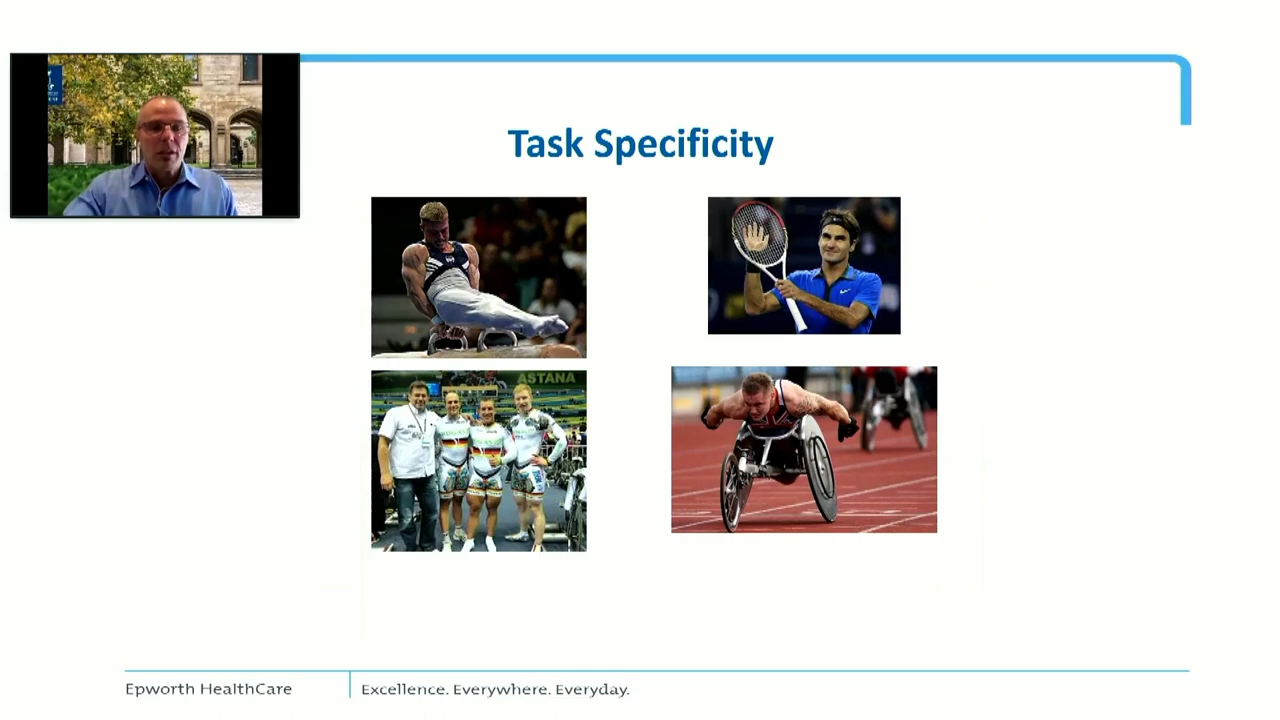 Task Specificity
ASTANA
Epworth HealthCare
Excellence. Everywhere. Everyday.